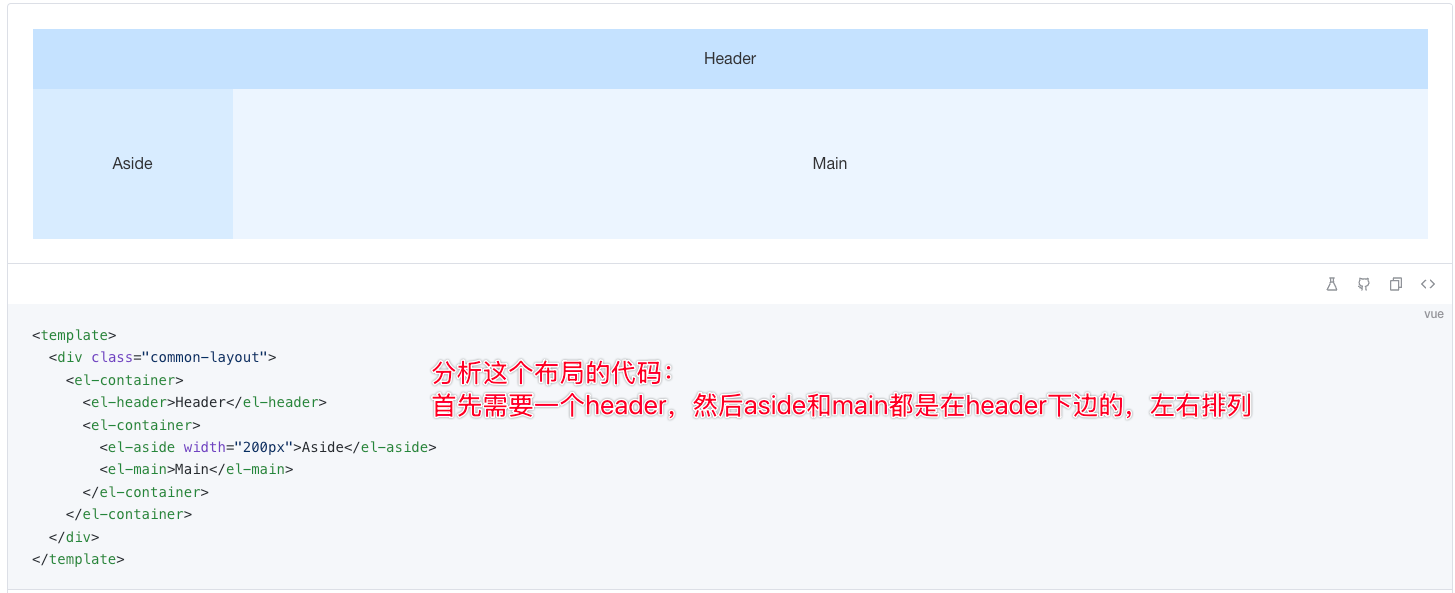 Header
Aside
Main
vue
<template>
  <div class="common-layout">
    <el-container>
      <el-header>Header</el-header>
      <el-container>
        <el-aside width="200px">Aside</el-aside>
        <el-main>Main</el-main>
      </el-container>
    </el-container>
  </div>
</template>
分析这个布局的代码：
首先需要一个header，然后aside和main都是在header下边的，左右排列